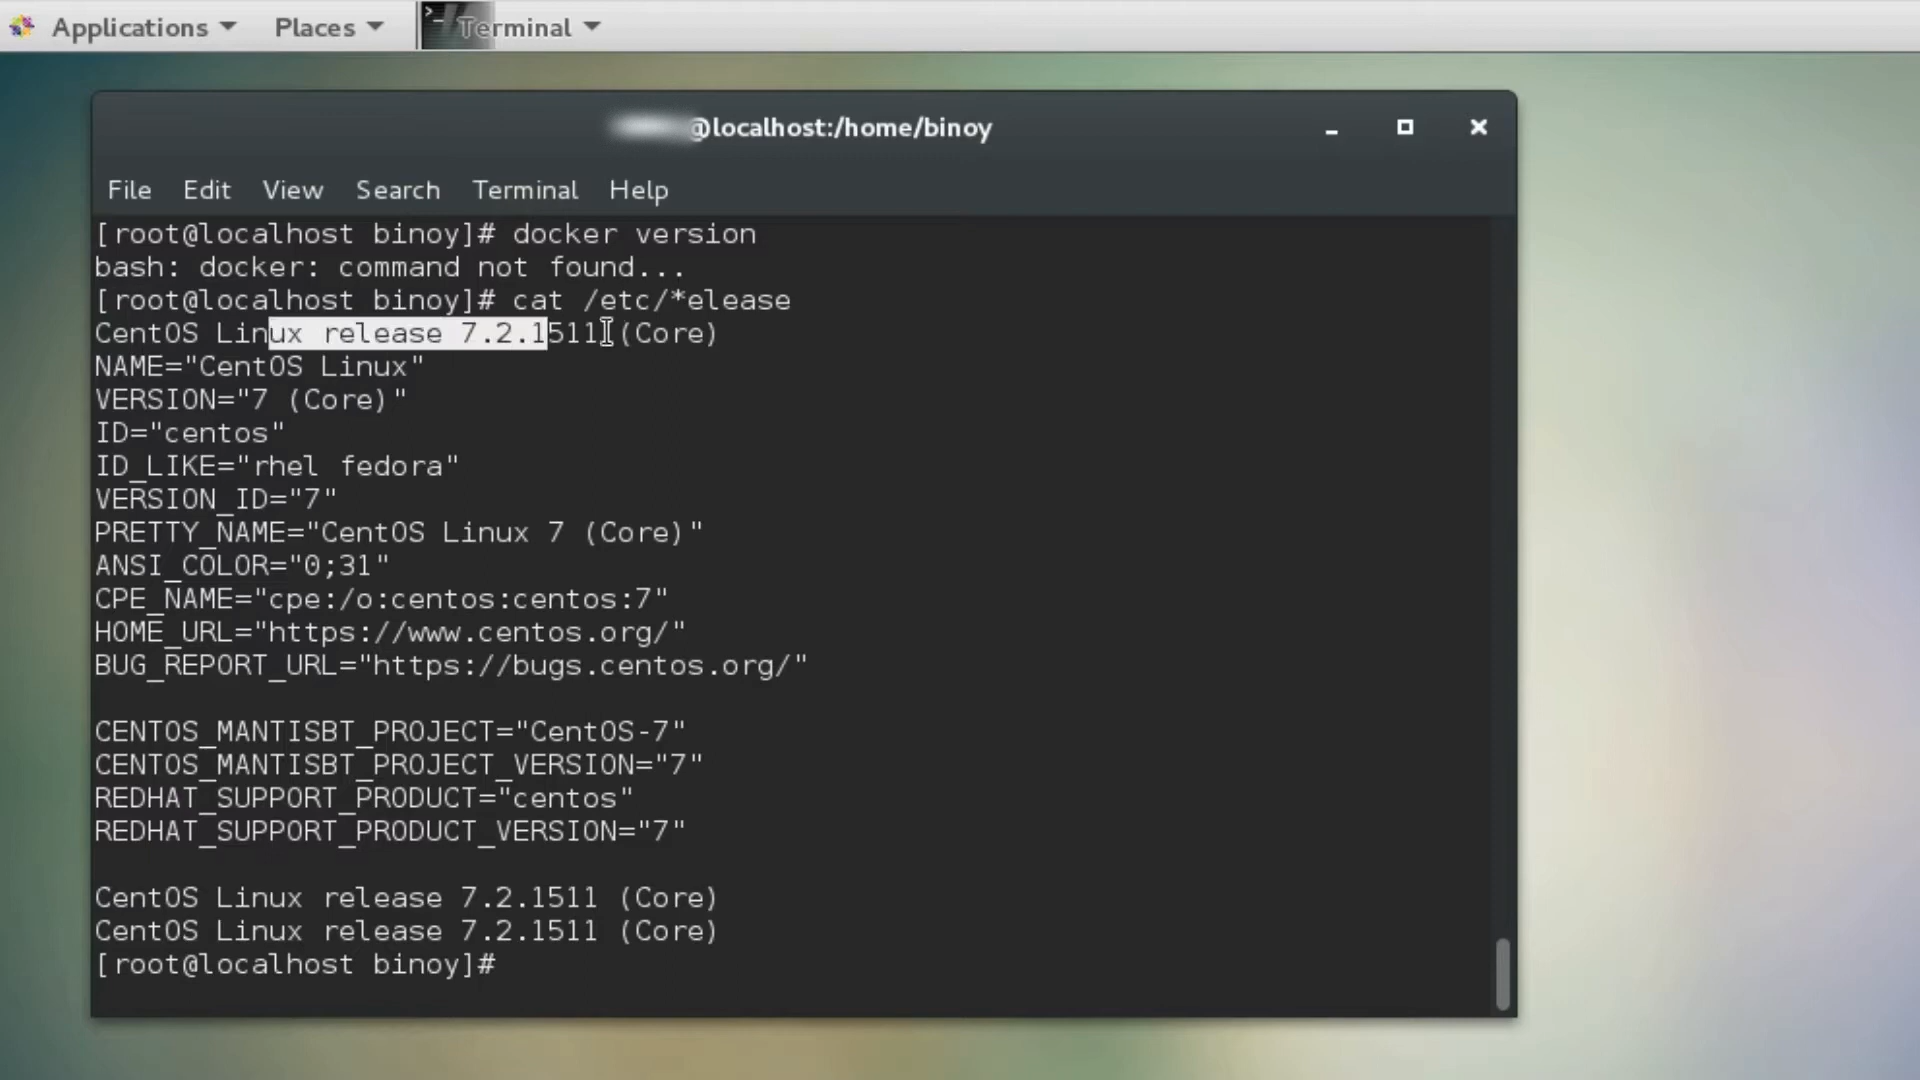 Applications Places Terminal
@localhost:/home/binoy
File Edit View Search Terminal Help
[root@localhost binoy]# docker version
bash: docker: command not found...
[root@localhost binoy]# cat /etc/*elease
CentOS Linux release 7.2.1511 (Core)
NAME="CentOS Linux"
VERSION="7 (Core)"
ID="centos"
ID_LIKE="rhel fedora"
VERSION_ID="7"
PRETTY_NAME="CentOS Linux 7 (Core)"
ANSI_COLOR="0;31"
CPE_NAME="cpe:/o:centos:centos:7"
HOME_URL="https://www.centos.org/"
BUG_REPORT_URL="https://bugs.centos.org/"
CENTOS_MANTISBT_PROJECT="CentOS-7"
CENTOS_MANTISBT_PROJECT_VERSION="7"
REDHAT_SUPPORT_PRODUCT="centos"
REDHAT_SUPPORT_PRODUCT_VERSION="7"
CentOS Linux release 7.2.1511 (Core)
CentOS Linux release 7.2.1511 (Core)
[root@localhost binoy]#